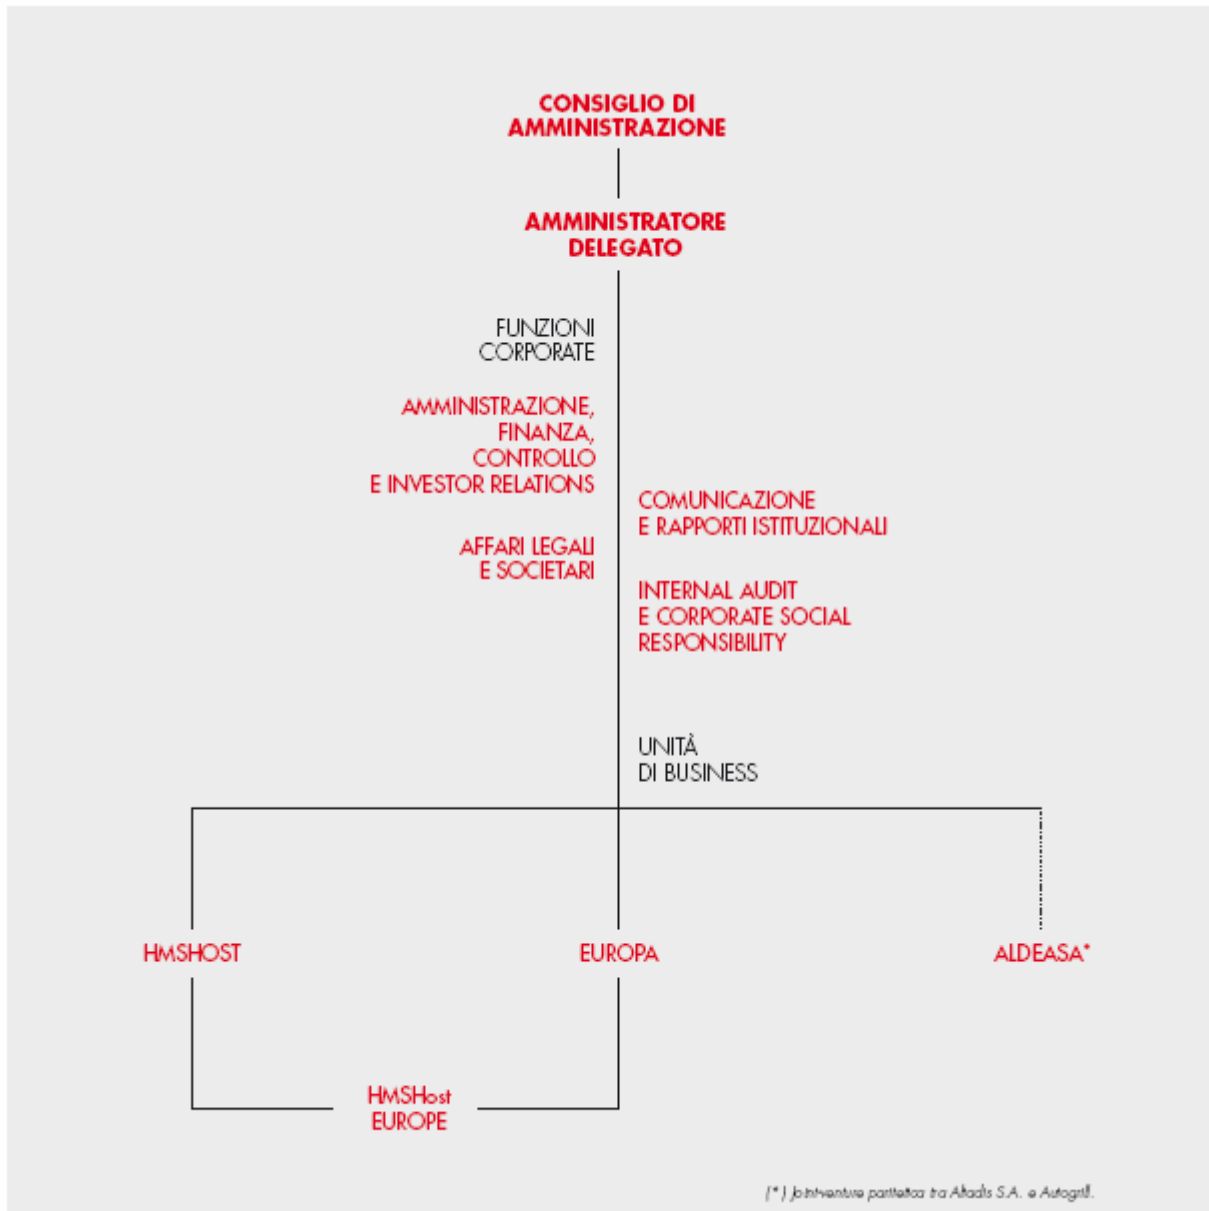 CONSIGLIO DI
AMMINISTRAZIONE
AMMINISTRATORE
DELEGATO
FUNZIONI
CORPORATE
AMMINISTRAZIONE,
FINANZA,
CONTROLLO
E INVESTOR RELATIONS
COMUNICAZIONE
E RAPPORTI ISTITUZIONALI
AFFARI LEGALI
E SOCIETARI
INTERNAL AUDIT
E CORPORATE SOCIAL
RESPONSIBILITY
UNITÀ
DI BUSINESS
HMSHOST
EUROPA
ALDEASA*
HMSHost
EUROPE
(*) Joint-venture paritetica tra Altadis S.A. e Autogrill.